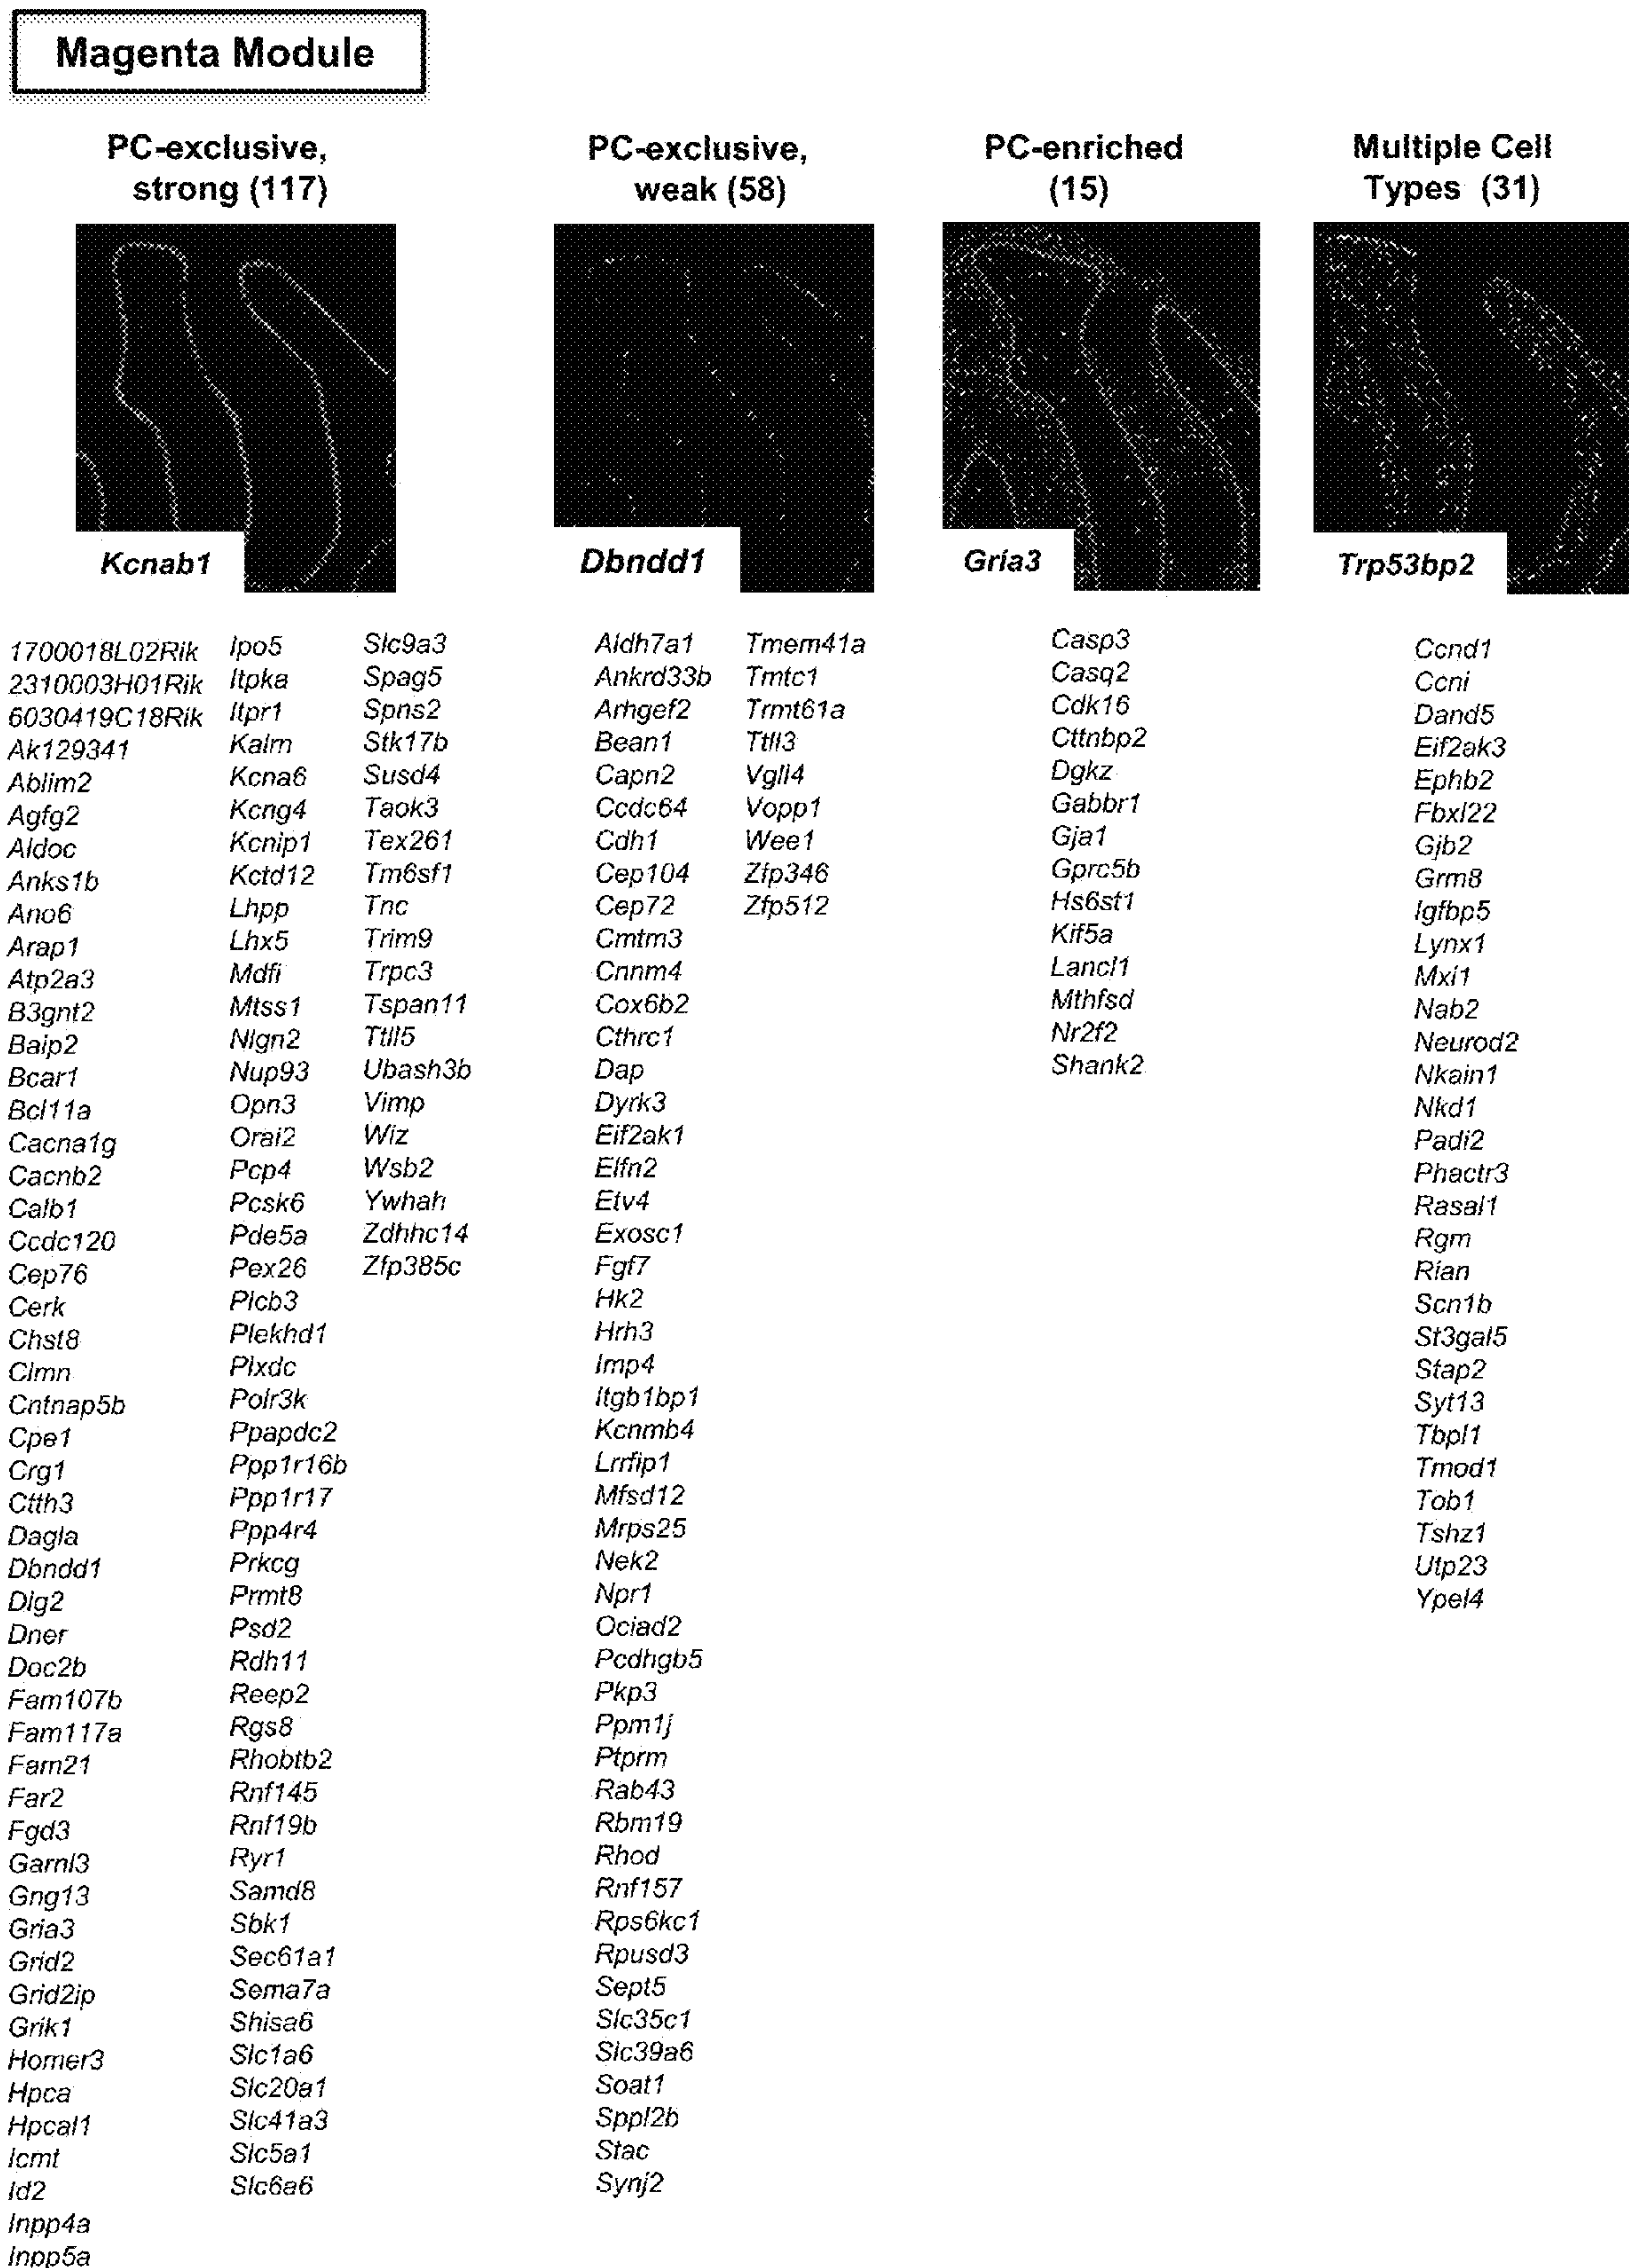 Magenta Module
PC-exclusive,
strong (117)
PC-exclusive,
weak (58)
PC-enriched
(15)
Multiple Cell
Types (31)
Kcnab1
Dbndd1
Gria3
Trp53bp2
1700018L02Rik
2310003H01Rik
6030419C18Rik
Ak129341
Ablim2
Agfg2
Aldoc
Anks1b
Ano6
Arap1
Atp2a3
B3gnt2
Baip2
Bcar1
Bcl11a
Cacna1g
Cacnb2
Calb1
Ccdc120
Cep76
Cerk
Chst8
Clmn
Cntnap5b
Cpe1
Crg1
Ctth3
Dagla
Dbndd1
Dlg2
Dner
Doc2b
Fam107b
Fam117a
Fam21
Far2
Fgd3
Garnl3
Gng13
Gria3
Grid2
Grid2ip
Grik1
Homer3
Hpca
Hpcal1
Icmt
Id2
Inpp4a
Inpp5a
Ipo5
Itpka
Itpr1
Kalrn
Kcna6
Kcng4
Kcnip1
Kctd12
Lhpp
Lhx5
Mdfi
Mtss1
Nlgn2
Nup93
Opn3
Orai2
Pcp4
Pcsk6
Pde5a
Pex26
Plcb3
Plekhd1
Plxdc
Polr3k
Ppapdc2
Ppp1r16b
Ppp1r17
Ppp4r4
Prkcg
Prmt8
Psd2
Rdh11
Reep2
Rgs8
Rhobtb2
Rnf145
Rnf19b
Ryr1
Samd8
Sbk1
Sec61a1
Sema7a
Shisa6
Slc1a6
Slc20a1
Slc41a3
Slc5a1
Slc6a6
Slc9a3
Spag5
Spns2
Stk17b
Susd4
Taok3
Tex261
Tm6sf1
Tnc
Trim9
Trpc3
Tspan11
Ttll5
Ubash3b
Vimp
Wiz
Wsb2
Ywhah
Zdhhc14
Zfp385c
Aldh7a1
Ankrd33b
Arhgef2
Bean1
Capn2
Ccdc64
Cdh1
Cep104
Cep72
Cmtm3
Cnnm4
Cox6b2
Cthrc1
Dap
Dyrk3
Eif2ak1
Elfn2
Etv4
Exosc1
Fgf7
Hk2
Hrh3
Imp4
Itgb1bp1
Kcnmb4
Lrrfip1
Mfsd12
Mrps25
Nek2
Npr1
Ociad2
Pcdhgb5
Pkp3
Ppm1j
Ptprm
Rab43
Rbm19
Rhod
Rnf157
Rps6kc1
Rpusd3
Sept5
Slc35c1
Slc39a6
Soat1
Sppl2b
Stac
Synj2
Tmem41a
Tmtc1
Trmt61a
Ttll3
Vgll4
Vopp1
Wee1
Zfp346
Zfp512
Casp3
Casq2
Cdk16
Cttnbp2
Dgkz
Gabbr1
Gja1
Gprc5b
Hs6st1
Kif5a
Lancl1
Mthfsd
Nr2f2
Shank2
Ccnd1
Ccni
Dand5
Eif2ak3
Ephb2
Fbxl22
Gjb2
Grm8
Igfbp5
Lynx1
Mxi1
Nab2
Neurod2
Nkain1
Nkd1
Padi2
Phactr3
Rasal1
Rgm
Rian
Scn1b
St3gal5
Stap2
Syt13
Tbpl1
Tmod1
Tob1
Tshz1
Utp23
Ypel4